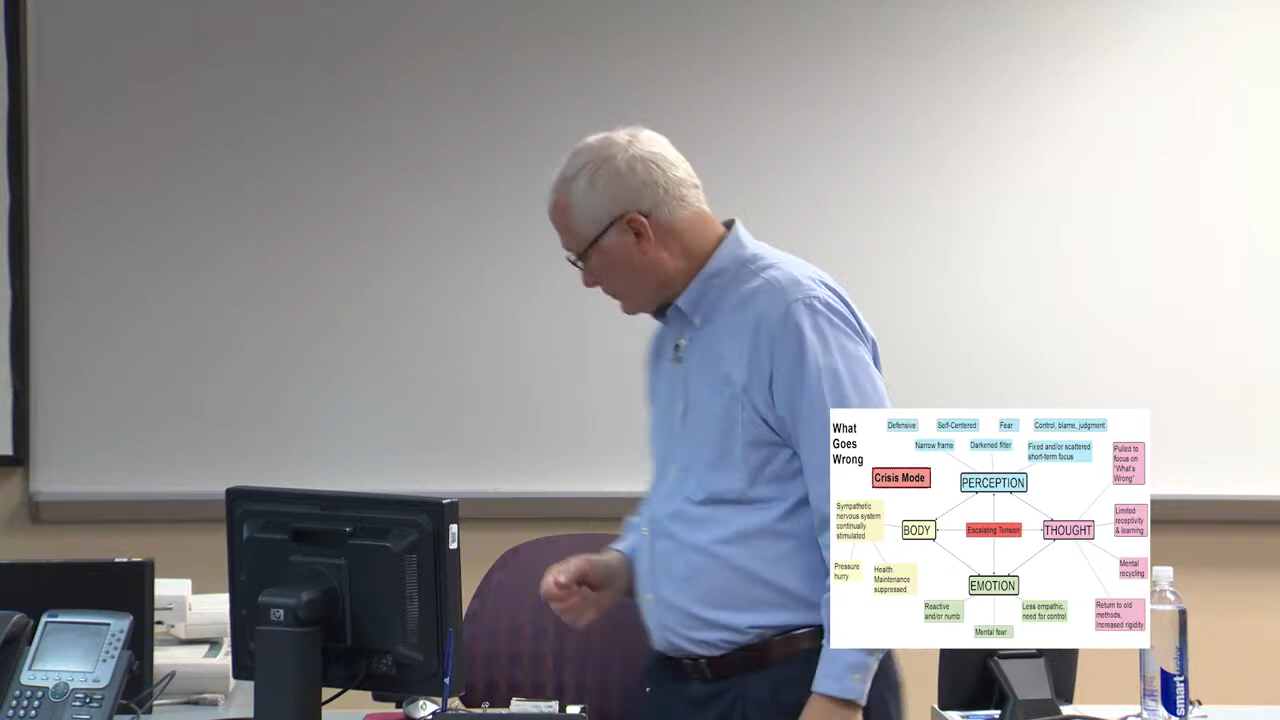 What
Goes
Wrong
Defensive
Self-Centered
Fear
Control, blame, judgment
Narrow frame
Darkened filter
Fixed and/or scattered
short-term focus
Pulled to
focus on
"What's
Wrong"
Crisis Mode
PERCEPTION
Sympathetic
nervous system
continually
stimulated
BODY
Escalating Tension
THOUGHT
Limited
receptivity
& learning
Pressure
hurry
Health
Maintenance
suppressed
EMOTION
Mental
recycling
Reactive
and/or numb
Less empathic,
need for control
Return to old
methods,
Increased rigidity
Mental fear
hp
smartwater